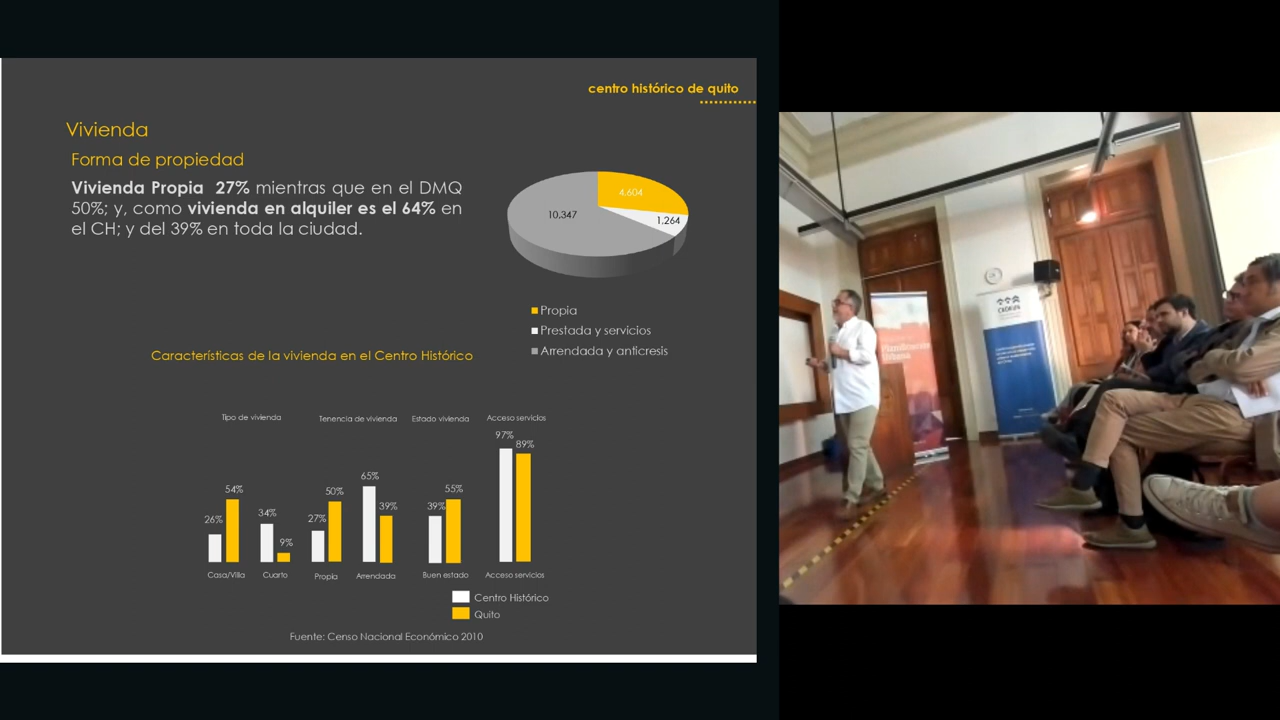 centro histórico de quito
Vivienda
Forma de propiedad
Vivienda Propia 27% mientras que en el DMQ
50%; y, como vivienda en alquiler es el 64% en
el CH; y del 39% en toda la ciudad.
4,604
10,347
1,264
Propia
Prestada y servicios
Arrendada y anticresis
Características de la vivienda en el Centro Histórico
Tipo de vivienda
Tenencia de vivienda
Estado vivienda
Acceso servicios
26%
54%
34%
9%
27%
50%
65%
39%
39%
55%
97%
89%
Casa/Villa
Cuarto
Propia
Arrendada
Buen estado
Acceso servicios
Centro Histórico
Quito
Fuente: Censo Nacional Económico 2010
Planificación
Urbana